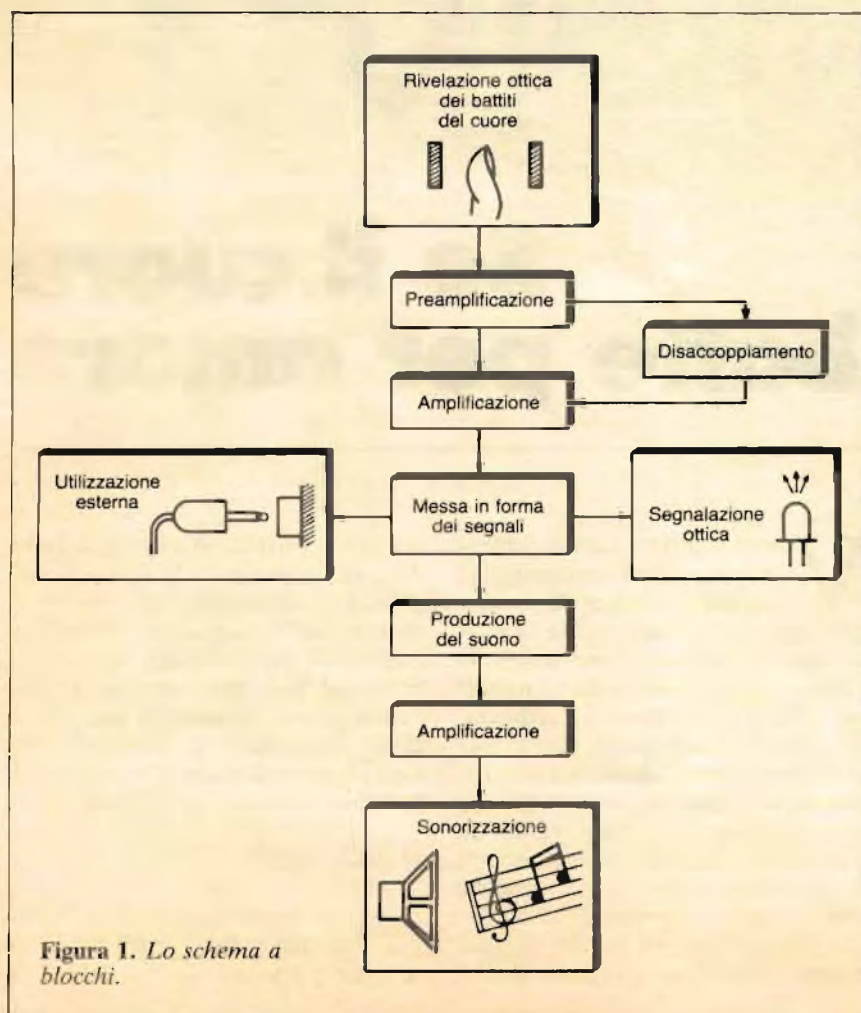 Rivelazione ottica
dei battiti
del cuore
Preamplificazione
Disaccoppiamento
Amplificazione
Utilizzazione
esterna
Messa in forma
dei segnali
Segnalazione
ottica
Produzione
del suono
Amplificazione
Sonorizzazione
Figura 1. Lo schema a
blocchi.